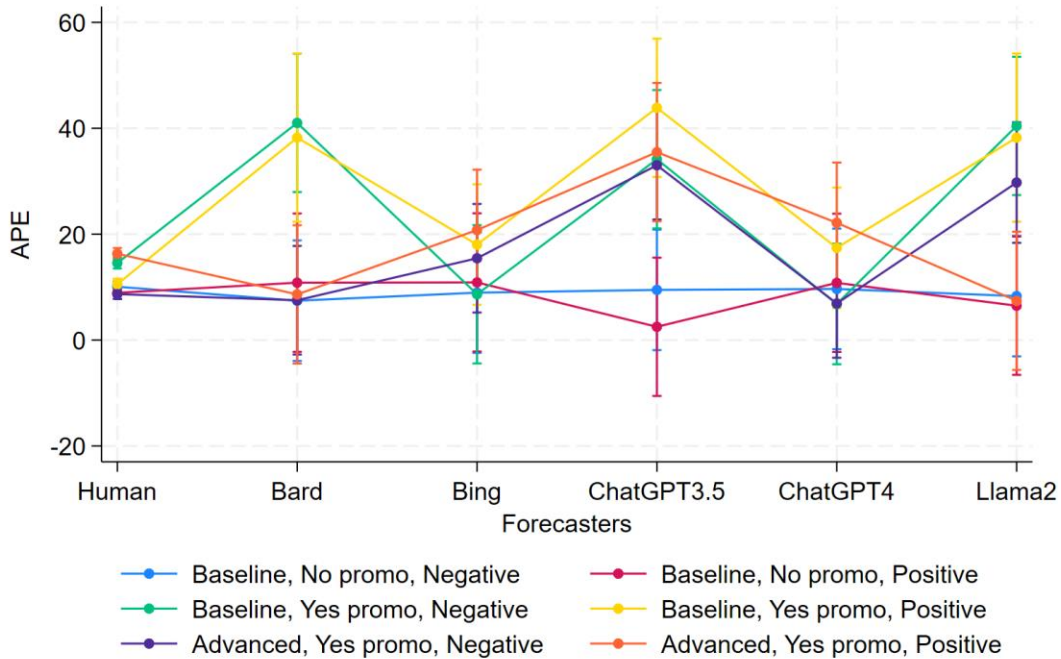 60
40
20
0
-20
APE
Human Bard Bing ChatGPT3.5 ChatGPT4 Llama2
Forecasters
Baseline, No promo, Negative Baseline, No promo, Positive
Baseline, Yes promo, Negative Baseline, Yes promo, Positive
Advanced, Yes promo, Negative Advanced, Yes promo, Positive